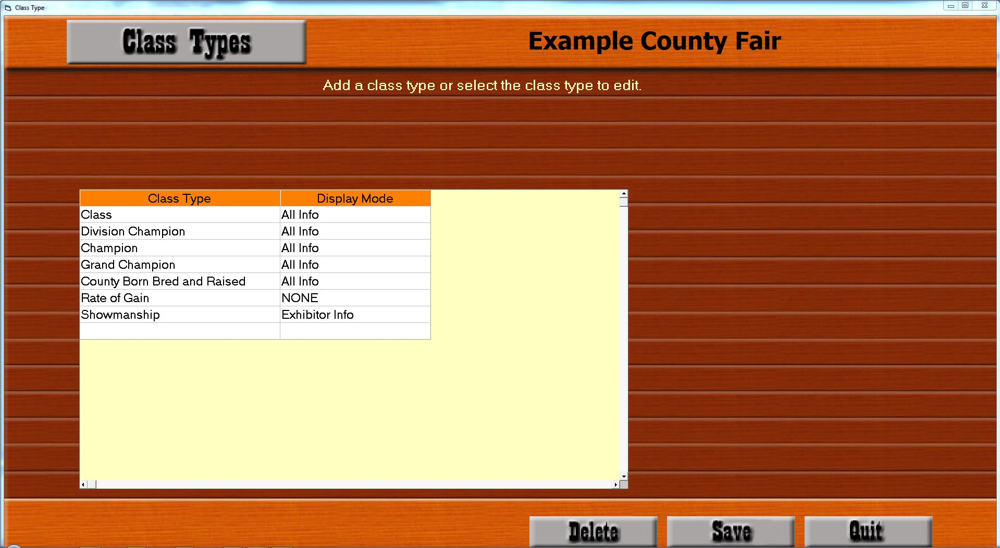 Class Type
Class Types
Example County Fair
Add a class type or select the class type to edit.
Class Type Display Mode
Class All Info
Division Champion All Info
Champion All Info
Grand Champion All Info
County Born Bred and Raised All Info
Rate of Gain NONE
Showmanship Exhibitor Info
Delete Save Quit